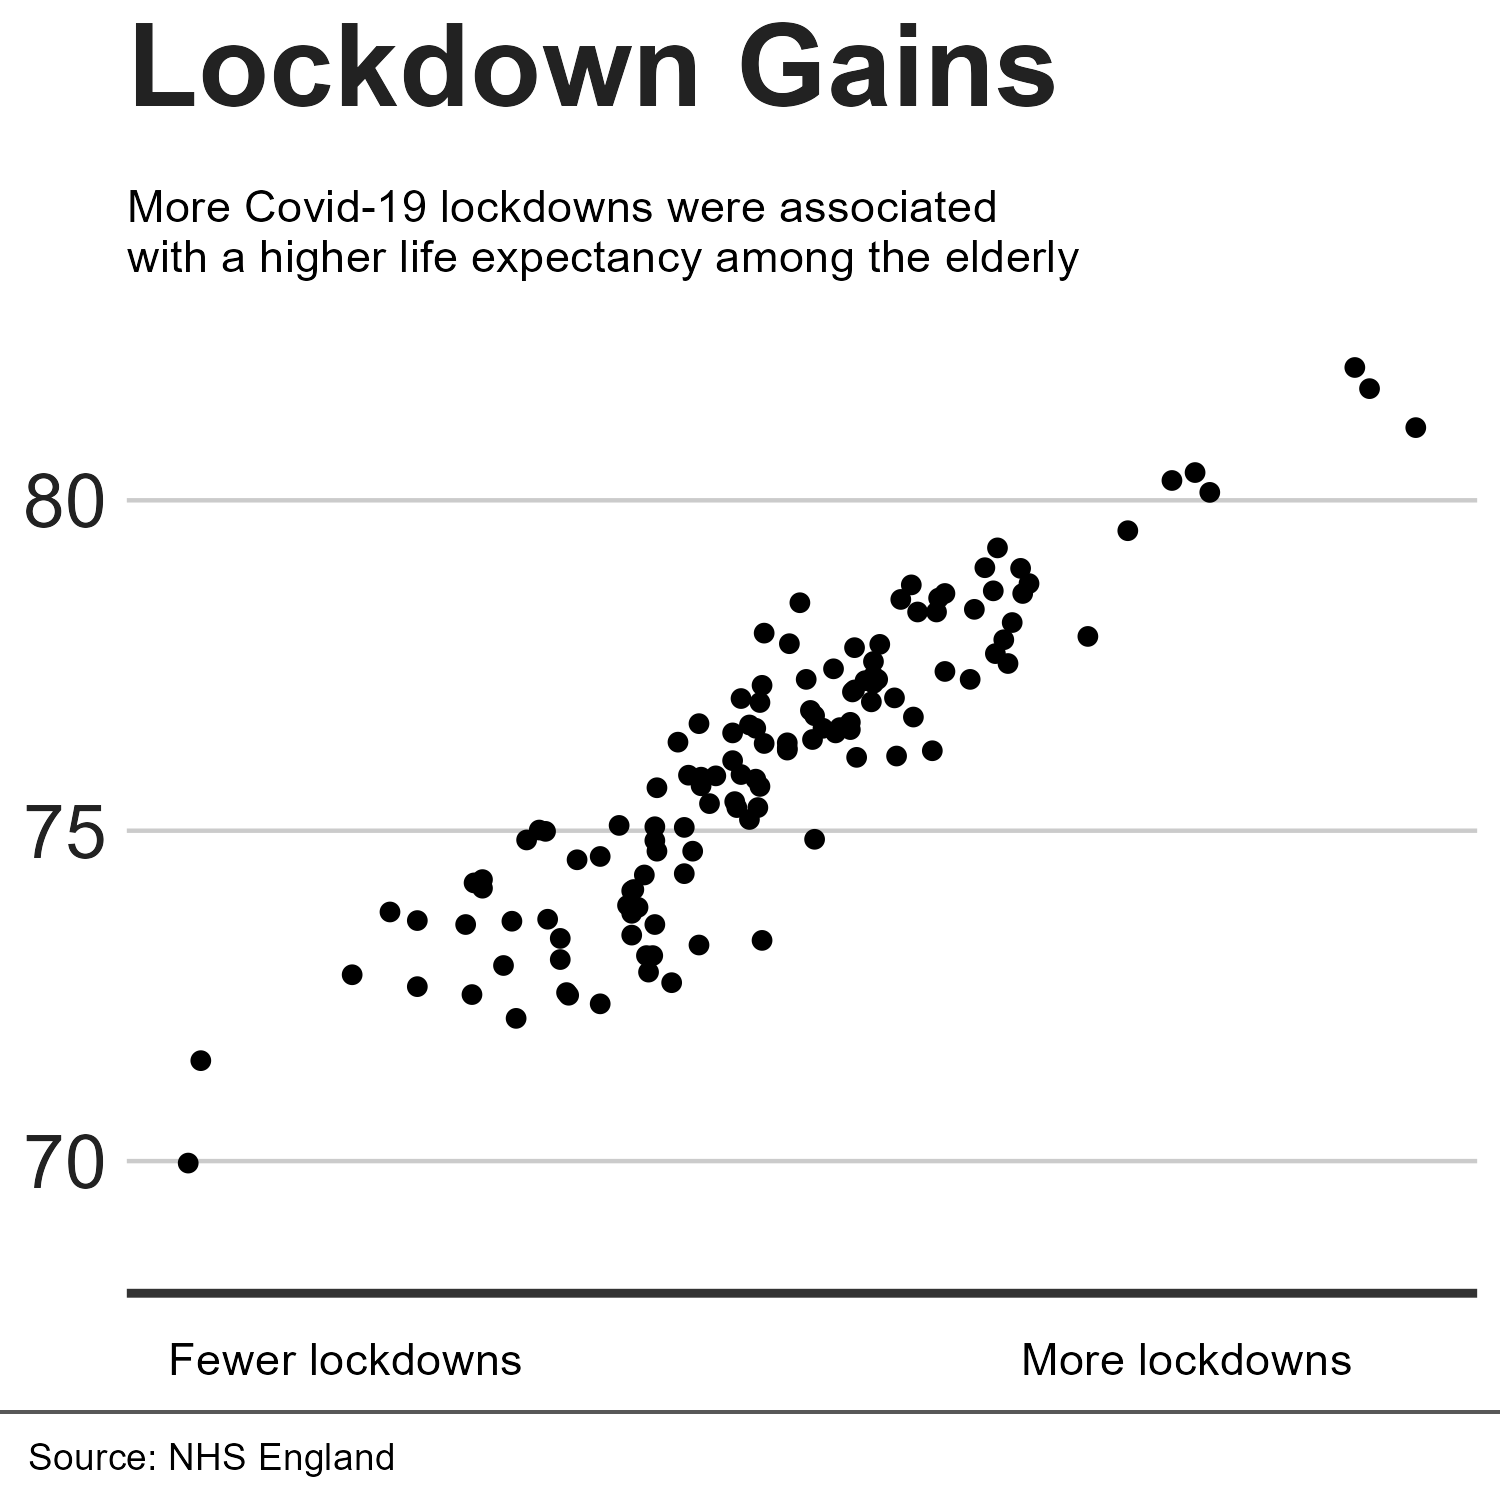 Lockdown Gains
More Covid-19 lockdowns were associated
with a higher life expectancy among the elderly
80
75
70
Fewer lockdowns More lockdowns
Source: NHS England